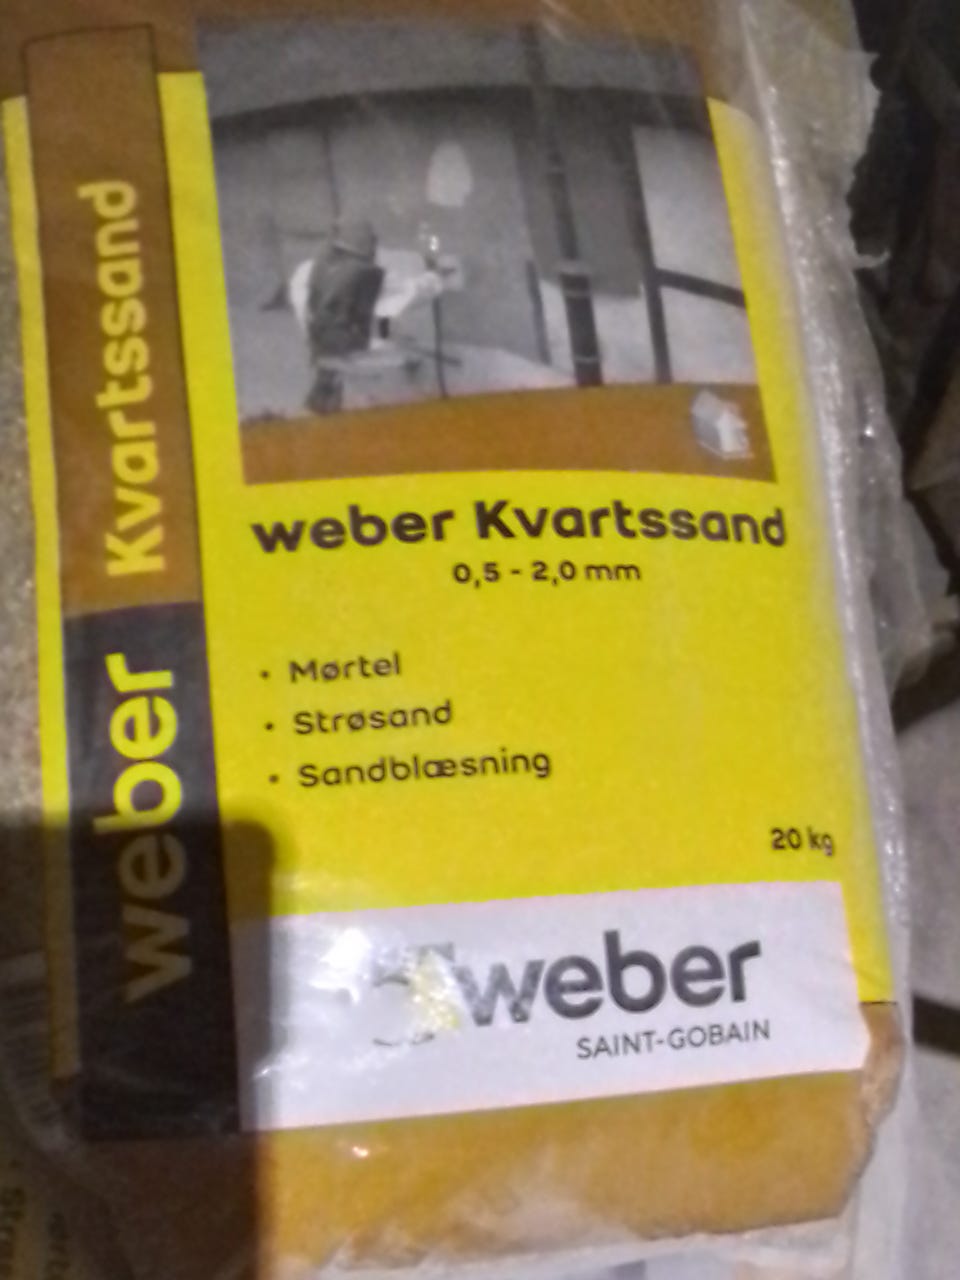 Kvartssand
weber
weber Kvartssand
0,5 - 2,0 mm
• Mørtel
• Strøsand
• Sandblæsning
20 kg
weber
SAINT-GOBAIN